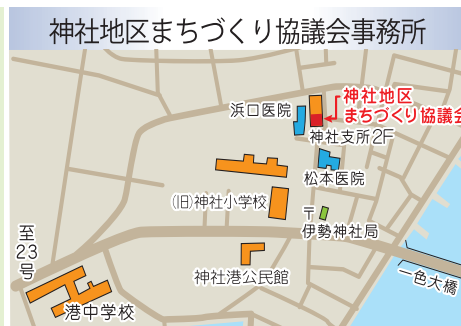 神社地区まちづくり協議会事務所
神社地区
まちづくり協議会
浜口医院
神社支所2F
松本医院
(旧)神社小学校
〒
伊勢神社局
至
23
号
神社港公民館
一色大橋
港中学校